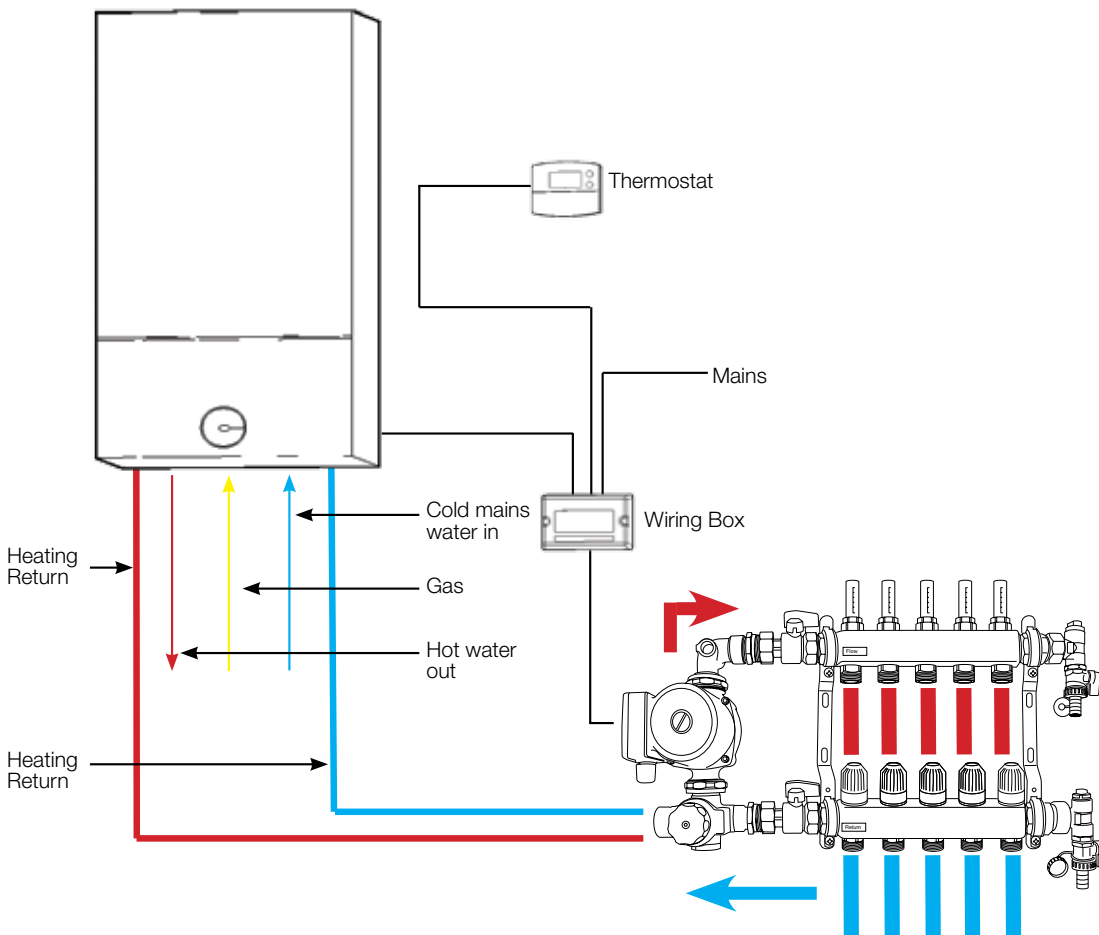 Thermostat
Mains
Cold mains
water in
Wiring Box
Heating
Return
Gas
Hot water
out
Flow
Heating
Return
Return